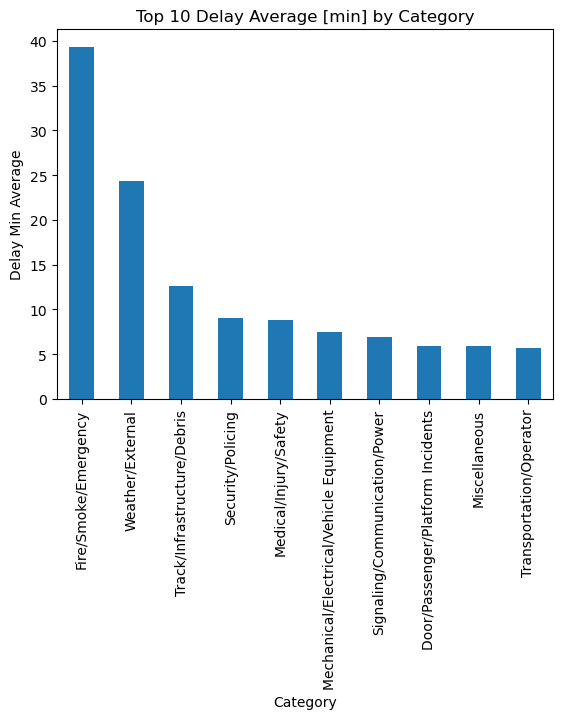 Top 10 Delay Average [min] by Category
Delay Min Average
40
35
30
25
20
15
10
5
0
Fire/Smoke/Emergency
Weather/External
Track/Infrastructure/Debris
Security/Policing
Medical/Injury/Safety
Mechanical/Electrical/Vehicle Equipment
Signaling/Communication/Power
Door/Passenger/Platform Incidents
Miscellaneous
Transportation/Operator
Category